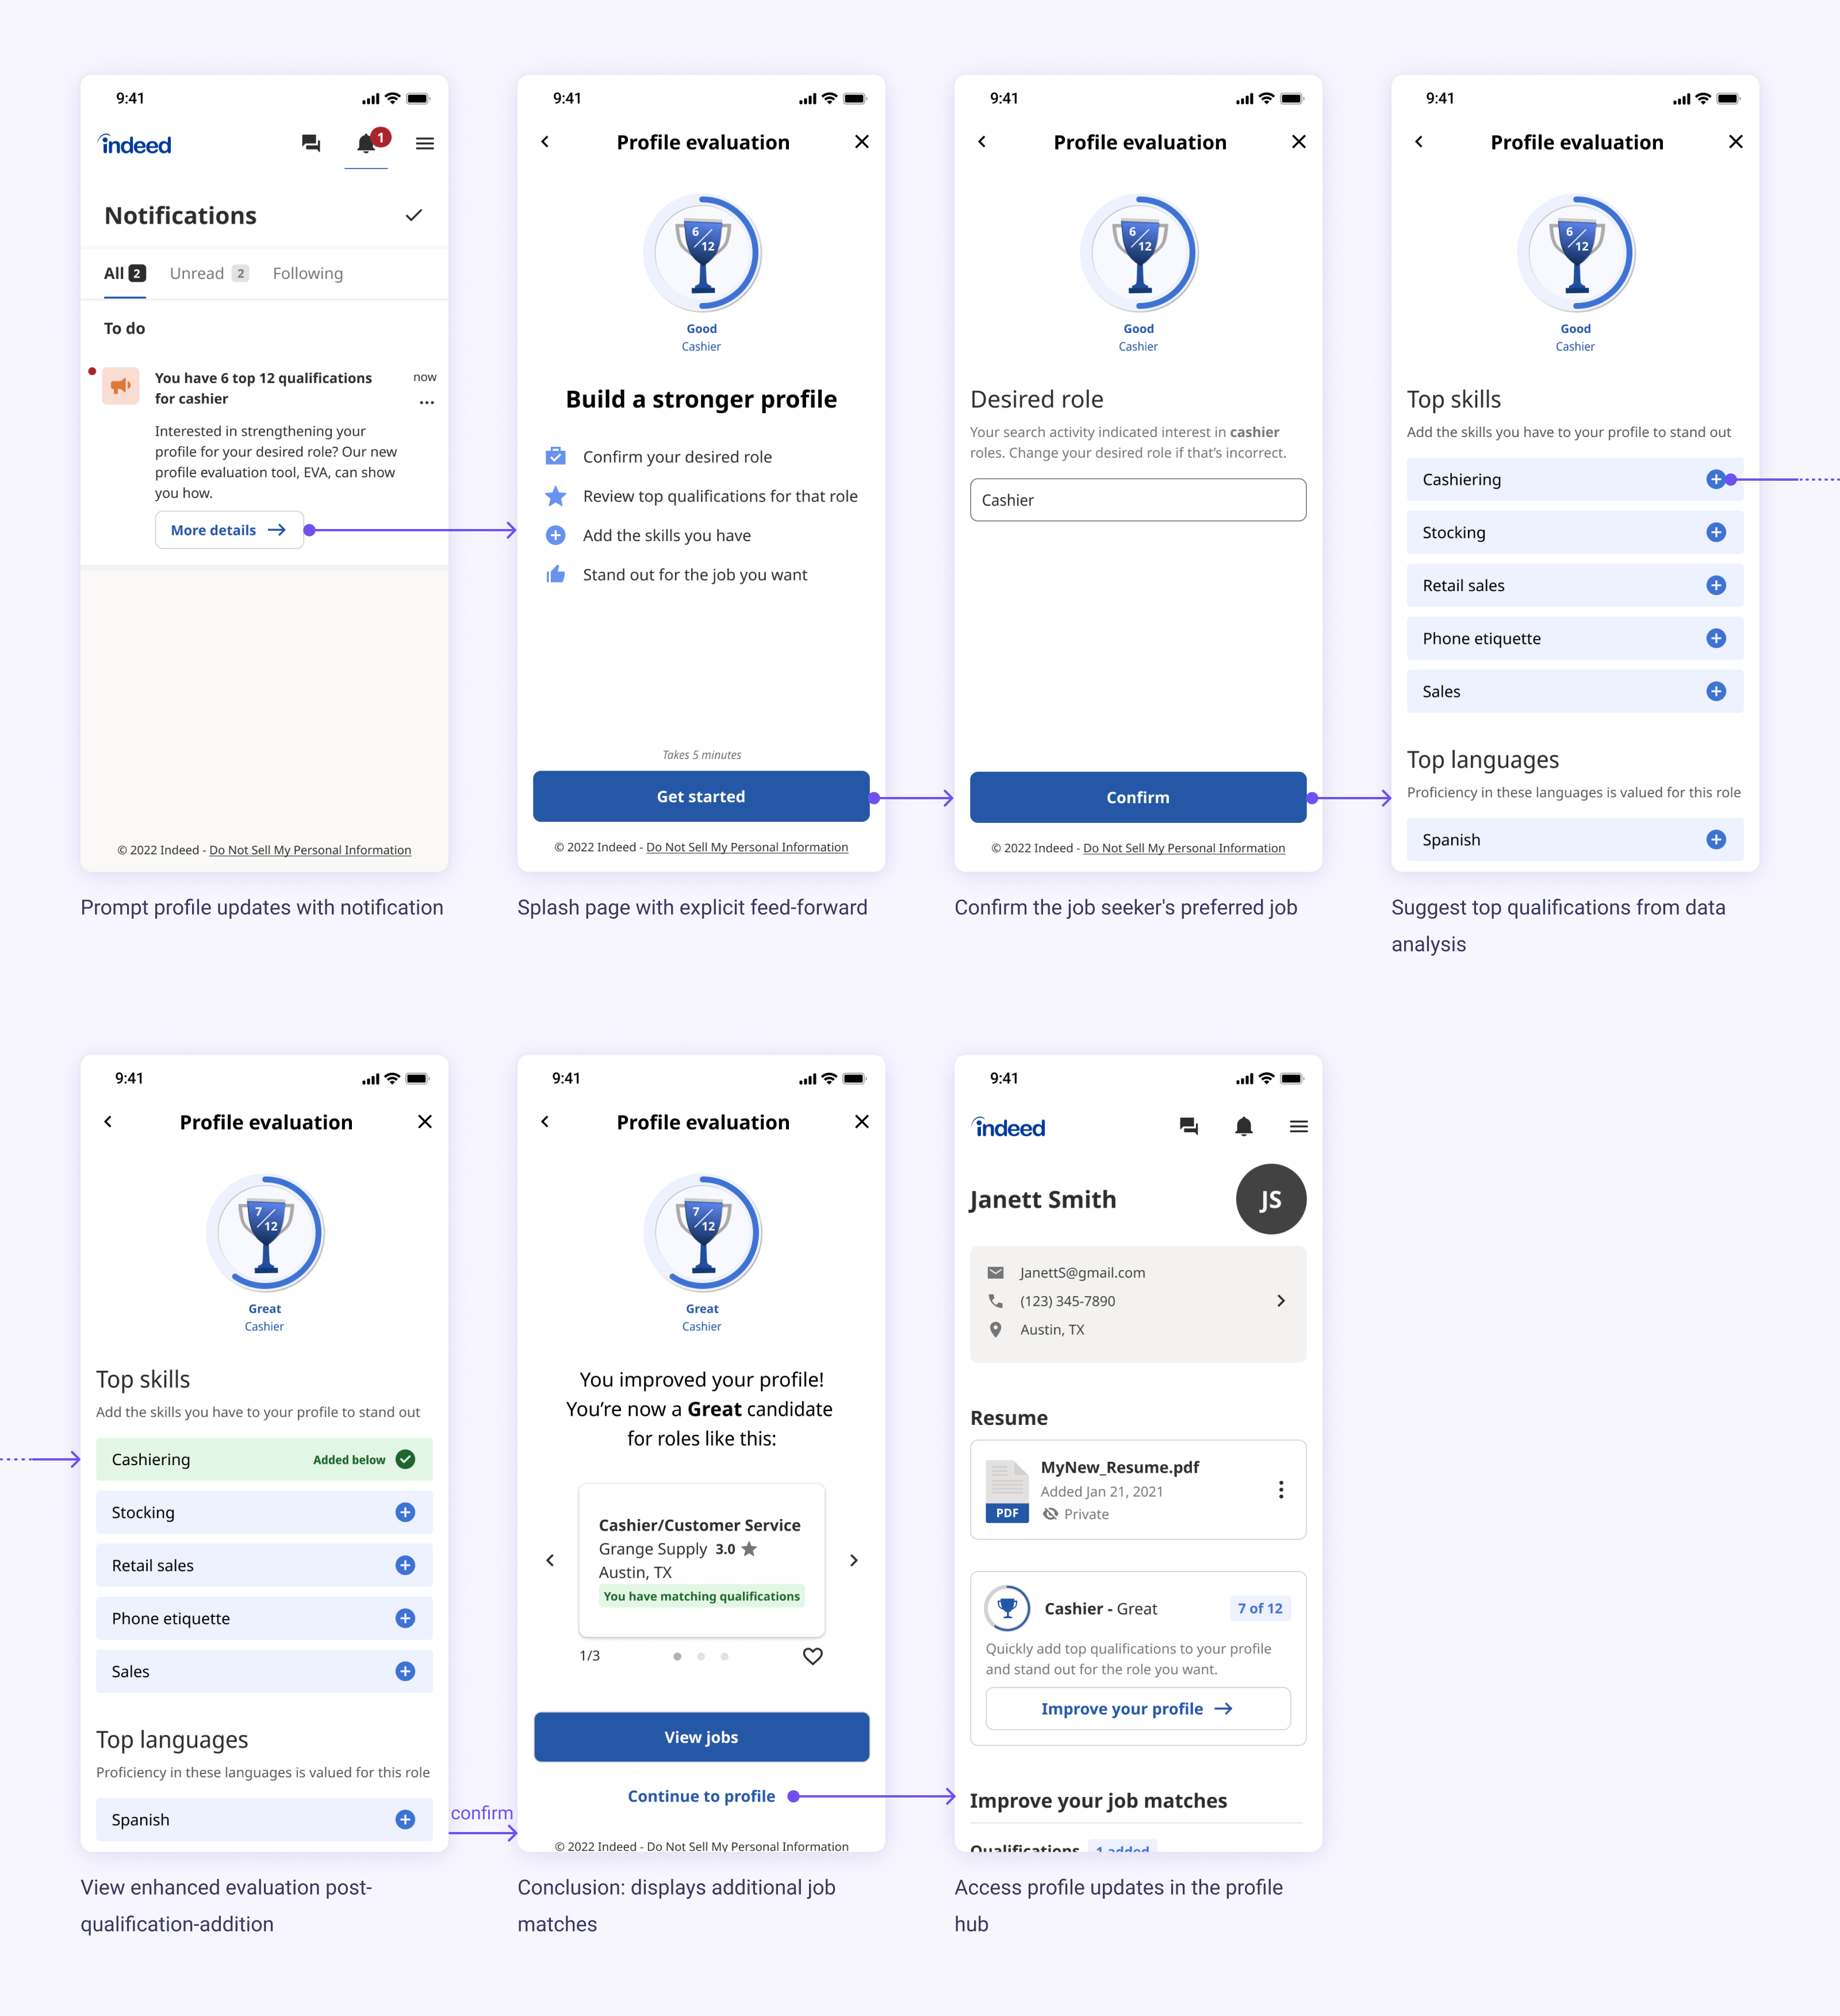 9:41
indeed
1
Notifications
All 2 Unread 2 Following
To do
You have 6 top 12 qualifications
for cashier
now
Interested in strengthening your
profile for your desired role? Our new
profile evaluation tool, EVA, can show
you how.
More details
© 2022 Indeed - Do Not Sell My Personal Information
Prompt profile updates with notification
9:41
Profile evaluation
6/12
Good
Cashier
Build a stronger profile
Confirm your desired role
Review top qualifications for that role
Add the skills you have
Stand out for the job you want
Takes 5 minutes
Get started
© 2022 Indeed - Do Not Sell My Personal Information
Splash page with explicit feed-forward
9:41
Profile evaluation
6/12
Good
Cashier
Desired role
Your search activity indicated interest in cashier
roles. Change your desired role if that's incorrect.
Cashier
Confirm
© 2022 Indeed - Do Not Sell My Personal Information
Confirm the job seeker's preferred job
9:41
Profile evaluation
6/12
Good
Cashier
Top skills
Add the skills you have to your profile to stand out
Cashiering
Stocking
Retail sales
Phone etiquette
Sales
Top languages
Proficiency in these languages is valued for this role
Spanish
Suggest top qualifications from data
analysis
9:41
Profile evaluation
7/12
Great
Cashier
Top skills
Add the skills you have to your profile to stand out
Cashiering Added below
Stocking
Retail sales
Phone etiquette
Sales
Top languages
Proficiency in these languages is valued for this role
Spanish
confirm
View enhanced evaluation post-
qualification-addition
9:41
Profile evaluation
7/12
Great
Cashier
You improved your profile!
You’re now a Great candidate
for roles like this:
Cashier/Customer Service
Grange Supply 3.0
Austin, TX
You have matching qualifications
1/3
View jobs
Continue to profile
© 2022 Indeed - Do Not Sell My Personal Information
Conclusion: displays additional job
matches
9:41
indeed
Janett Smith
JS
JanettS@gmail.com
(123) 345-7890
Austin, TX
Resume
PDF
MyNew_Resume.pdf
Added Jan 21, 2021
Private
Cashier - Great 7 of 12
Quickly add top qualifications to your profile
and stand out for the role you want.
Improve your profile
Improve your job matches
Qualifications 1 added
Access profile updates in the profile
hub